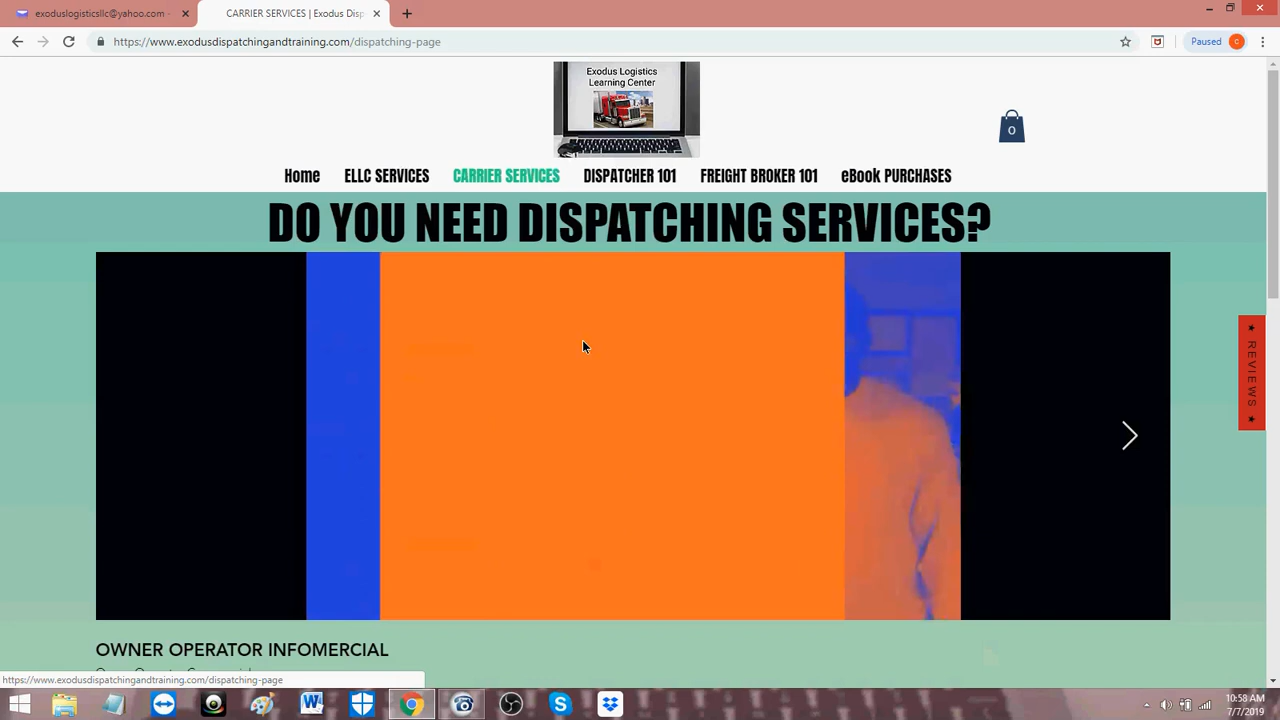 exoduslogisticsllc@yahoo.com -
CARRIER SERVICES | Exodus Disp
https://www.exodusdispatchingandtraining.com/dispatching-page
Paused
c
Exodus Logistics
Learning Center
0
Home ELLC SERVICES CARRIER SERVICES DISPATCHER 101 FREIGHT BROKER 101 eBook PURCHASES
DO YOU NEED DISPATCHING SERVICES?
★ REVIEWS ★
OWNER OPERATOR INFOMERCIAL
https://www.exodusdispatchingandtraining.com/dispatching-page
10:58 AM
7/7/2019